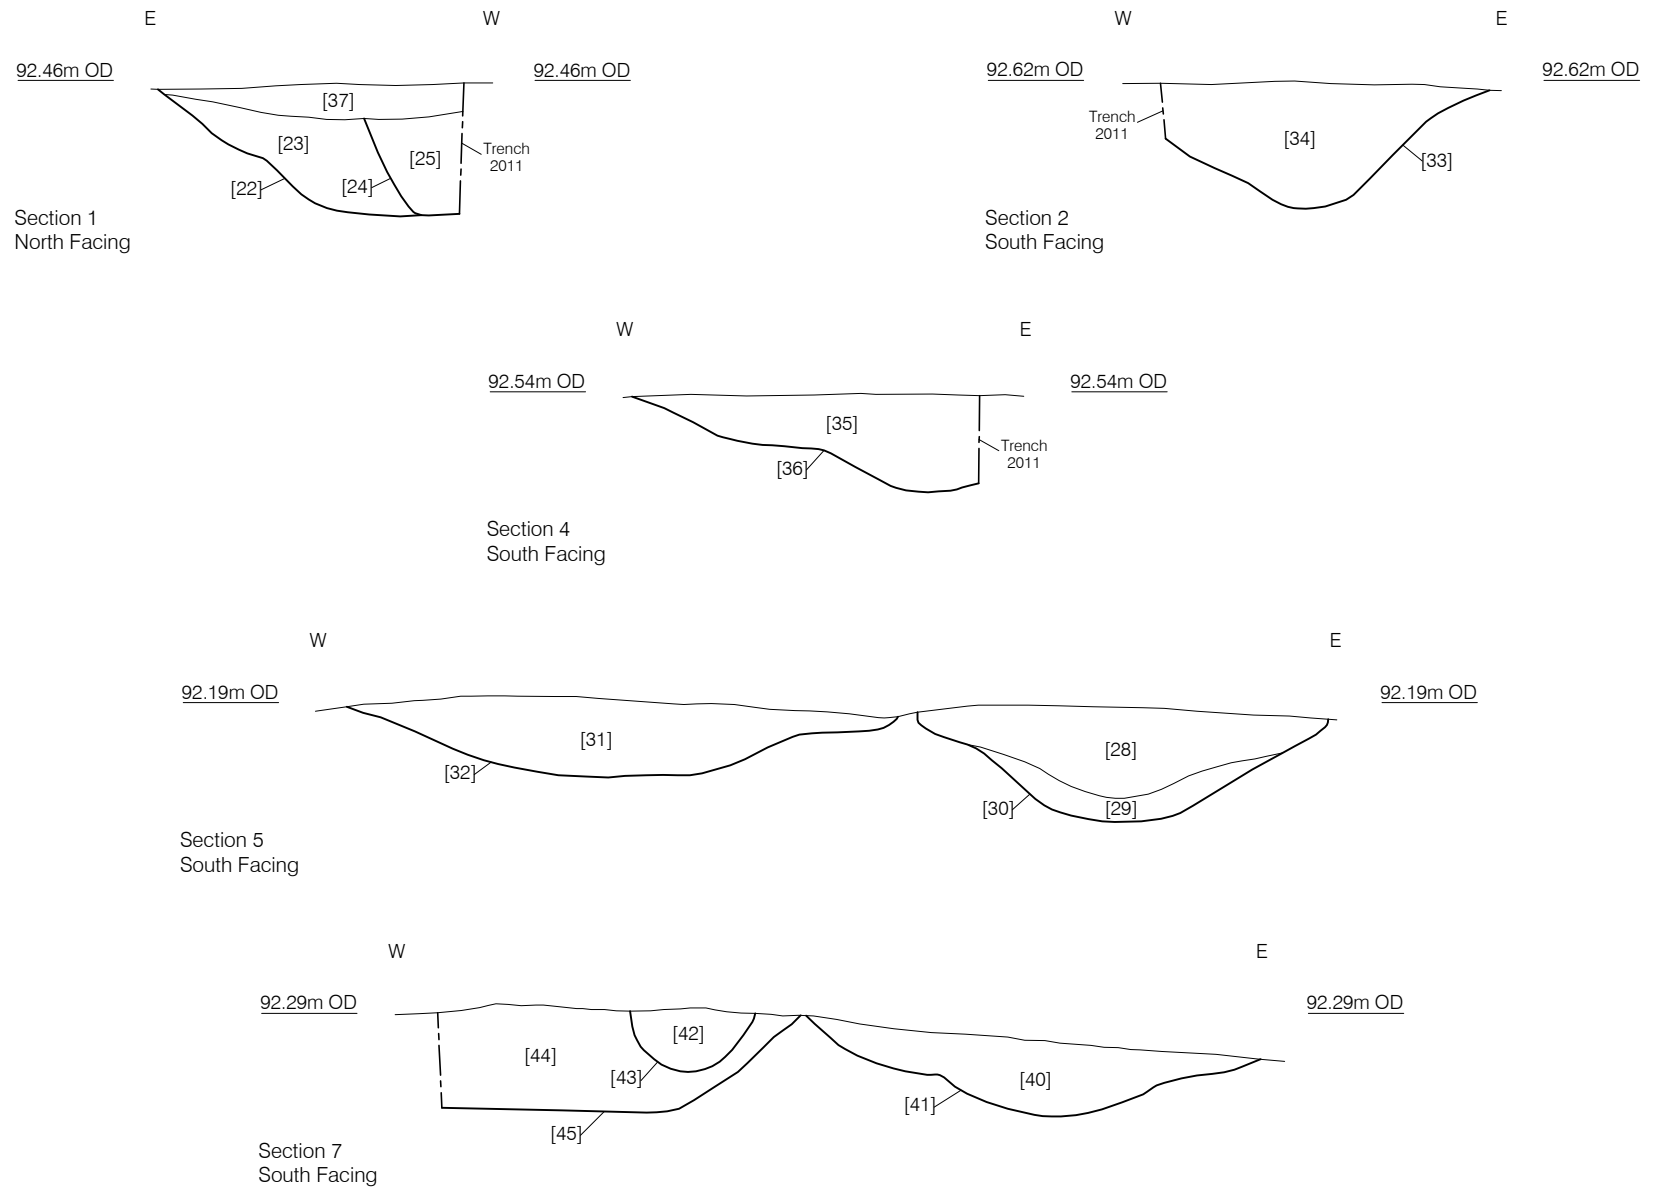 E
W
92.46m OD
92.46m OD
[37]
[23]
[25]
Trench
2011
[22]
[24]
Section 1
North Facing
W
E
92.62m OD
92.62m OD
Trench
2011
[34]
[33]
Section 2
South Facing
W
E
92.54m OD
92.54m OD
[35]
Trench
2011
[36]
Section 4
South Facing
W
E
92.19m OD
92.19m OD
[31]
[28]
[32]
[30]
[29]
Section 5
South Facing
W
E
92.29m OD
92.29m OD
[42]
[44]
[43]
[40]
[41]
[45]
Section 7
South Facing